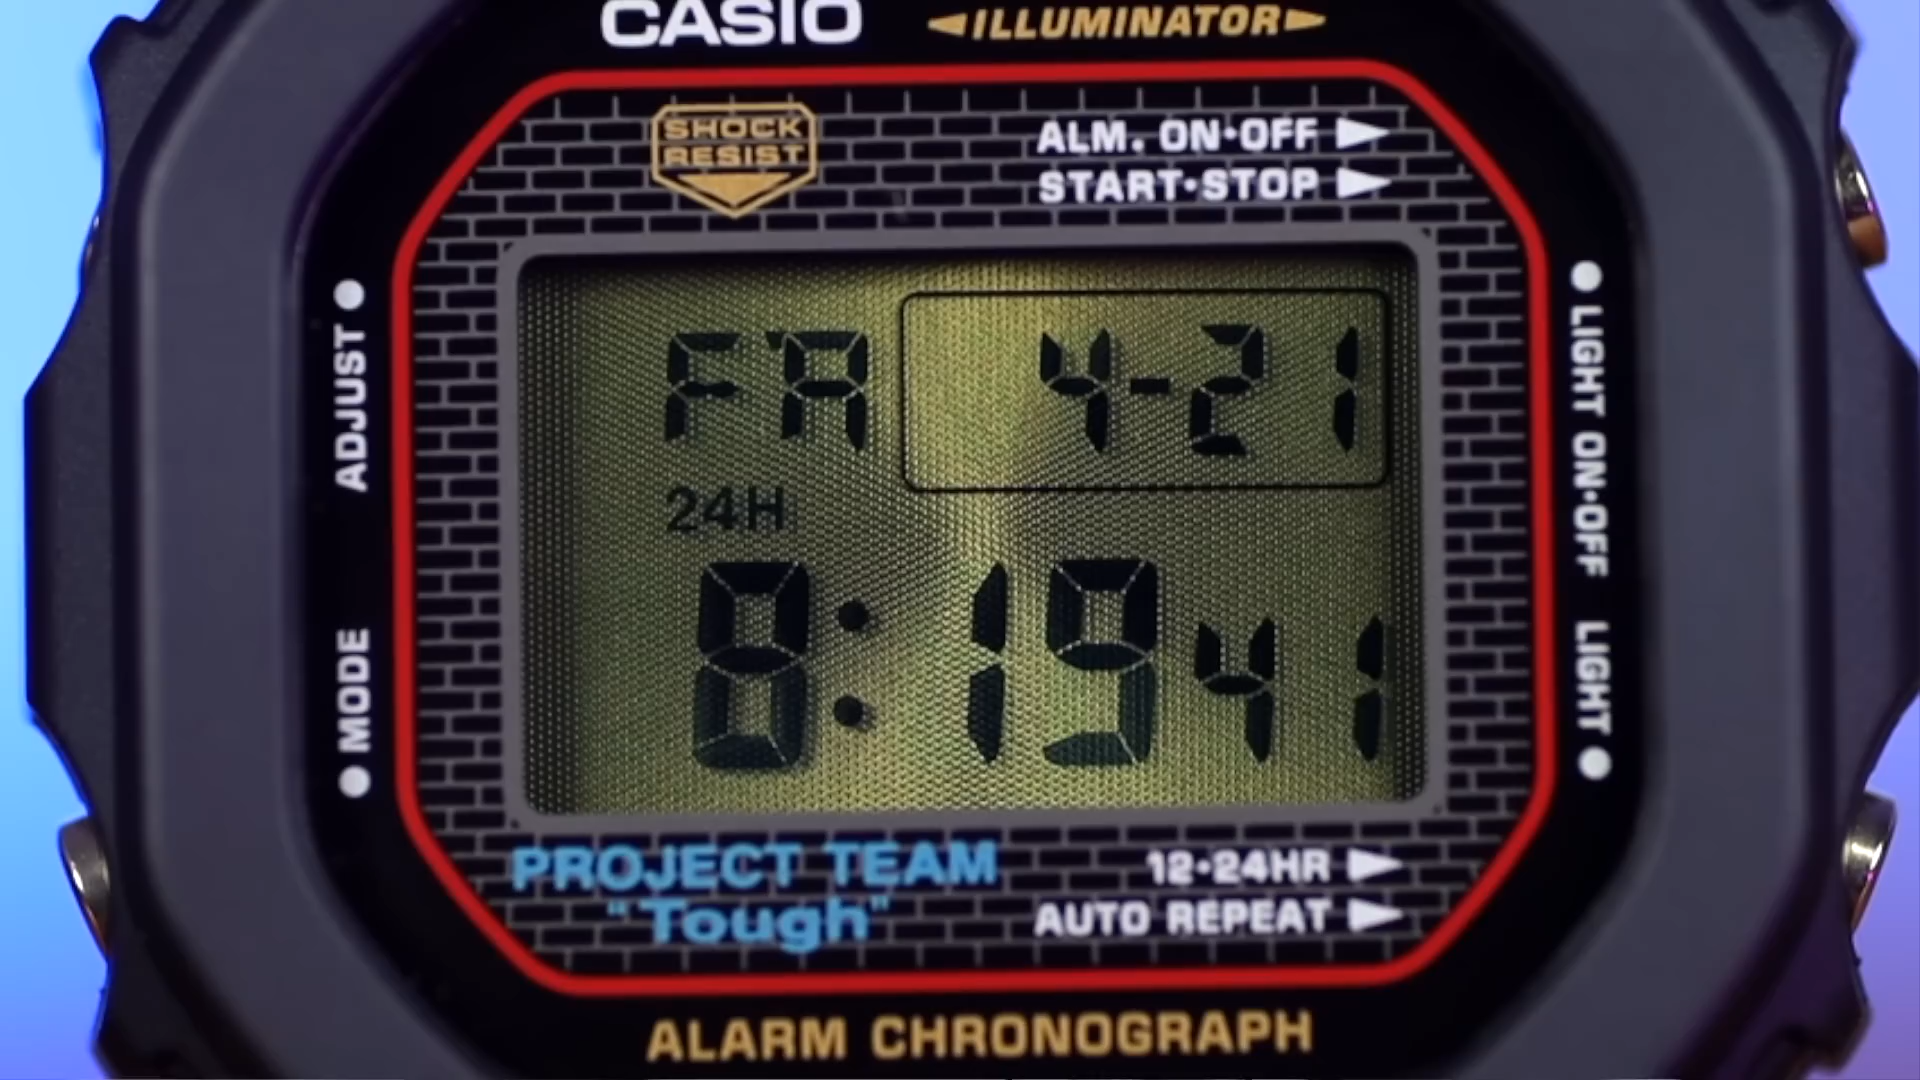 CASIO ILLUMINATOR
SHOCK
RESIST
ALM. ON•OFF
START•STOP
ADJUST
LIGHT ON•OFF
FR 4-21
24H
8:19 41
MODE
LIGHT
PROJECT TEAM
"Tough"
12•24HR
AUTO REPEAT
ALARM CHRONOGRAPH